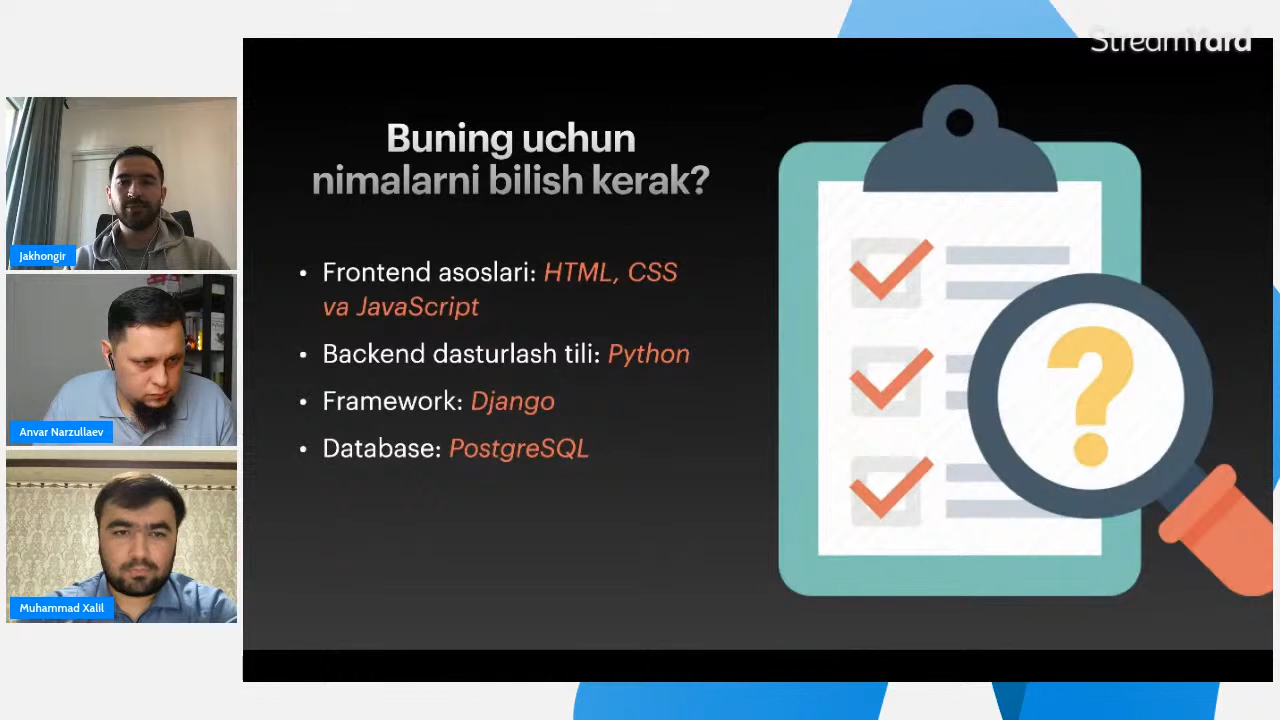 StreamYard
Buning uchun
nimalarni bilish kerak?
• Frontend asoslari: HTML, CSS
va JavaScript
• Backend dasturlash tili: Python
• Framework: Django
• Database: PostgreSQL
?
Jakhongir
Anvar Narzullaev
Muhammad Xalil